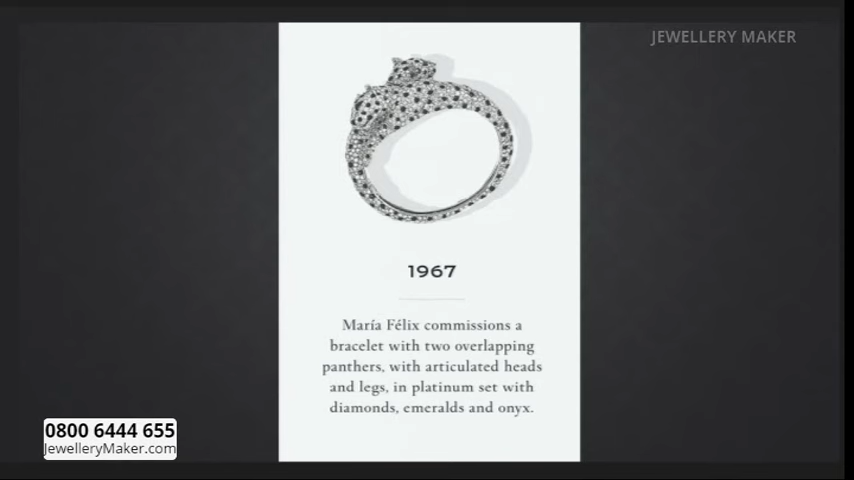 JEWELLERY MAKER
1967
María Félix commissions a
bracelet with two overlapping
panthers, with articulated heads
and legs, in platinum set with
diamonds, emeralds and onyx.
0800 6444 655
JewelleryMaker.com